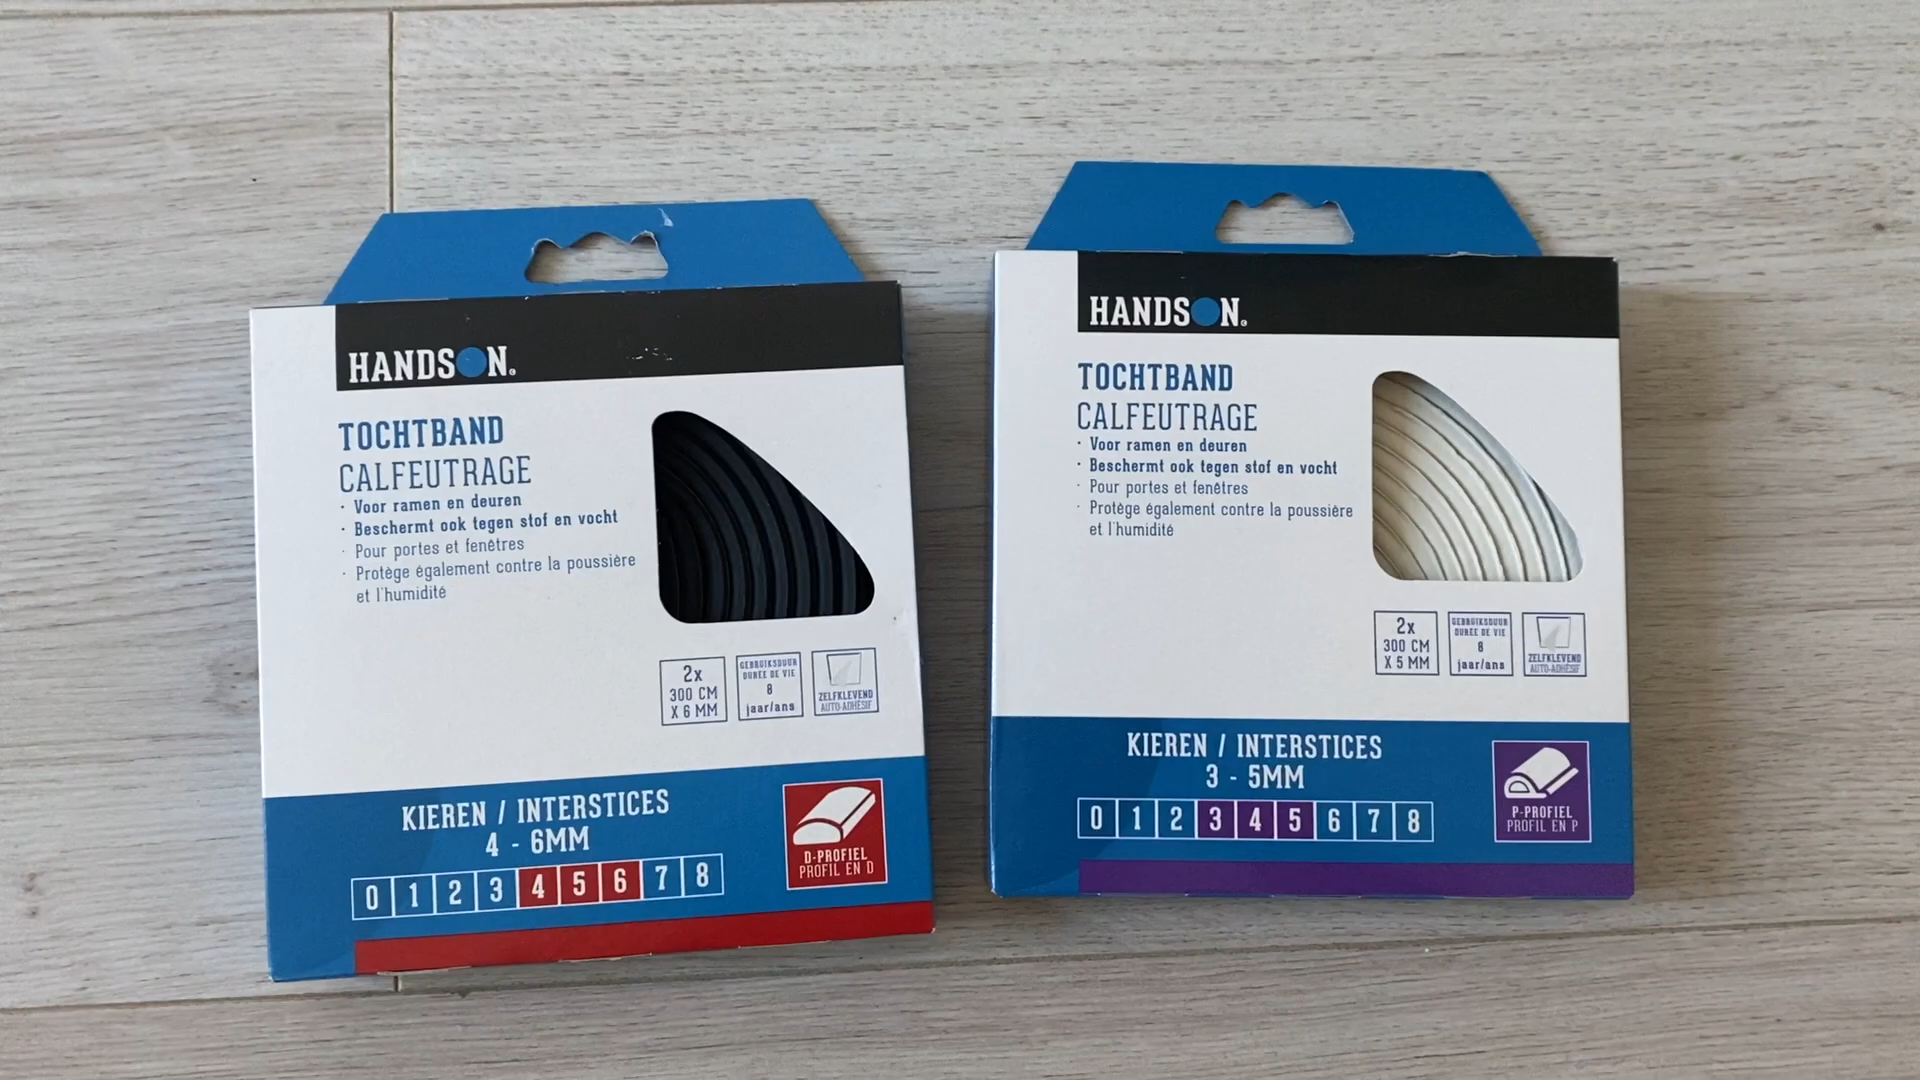 HANDSON.
TOCHTBAND
CALFEUTRAGE
· Voor ramen en deuren
· Beschermt ook tegen stof en vocht
· Pour portes et fenêtres
· Protège également contre la poussière
et l'humidité
2x
300 CM
X 6 MM
GEBRUIKSDUUR
DURÉE DE VIE
8
jaar/ans
ZELFKLEVEND
AUTO-ADHÉSIF
KIEREN / INTERSTICES
4 - 6MM
0 1 2 3 4 5 6 7 8
D-PROFIEL
PROFIL EN D
HANDSON.
TOCHTBAND
CALFEUTRAGE
· Voor ramen en deuren
· Beschermt ook tegen stof en vocht
· Pour portes et fenêtres
· Protège également contre la poussière
et l'humidité
2x
300 CM
X 5 MM
GEBRUIKSDUUR
DURÉE DE VIE
8
jaar/ans
ZELFKLEVEND
AUTO-ADHÉSIF
KIEREN / INTERSTICES
3 - 5MM
0 1 2 3 4 5 6 7 8
P-PROFIEL
PROFIL EN P